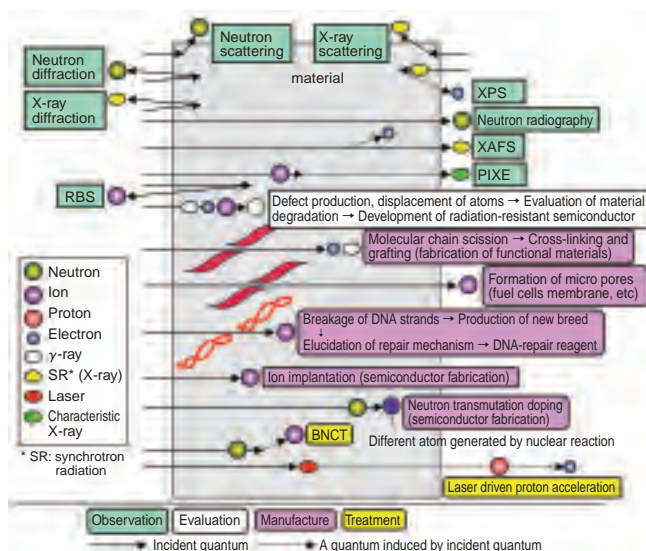 Neutron
scattering
X-ray
scattering
Neutron
diffraction
material
XPS
X-ray
diffraction
Neutron radiography
XAFS
PIXE
RBS
Defect production, displacement of atoms → Evaluation of material
degradation → Development of radiation-resistant semiconductor
Molecular chain scission → Cross-linking and
grafting (fabrication of functional materials)
Neutron
Ion
Proton
Electron
γ-ray
SR* (X-ray)
Laser
Characteristic
X-ray
* SR: synchrotron
radiation
Formation of micro pores
(fuel cells membrane, etc)
Breakage of DNA strands → Production of new breed
↓
Elucidation of repair mechanism → DNA-repair reagent
Ion implantation (semiconductor fabrication)
Neutron transmutation doping
(semiconductor fabrication)
BNCT
Different atom generated by nuclear reaction
Laser driven proton acceleration
Observation
Evaluation
Manufacture
Treatment
Incident quantum
A quantum induced by incident quantum